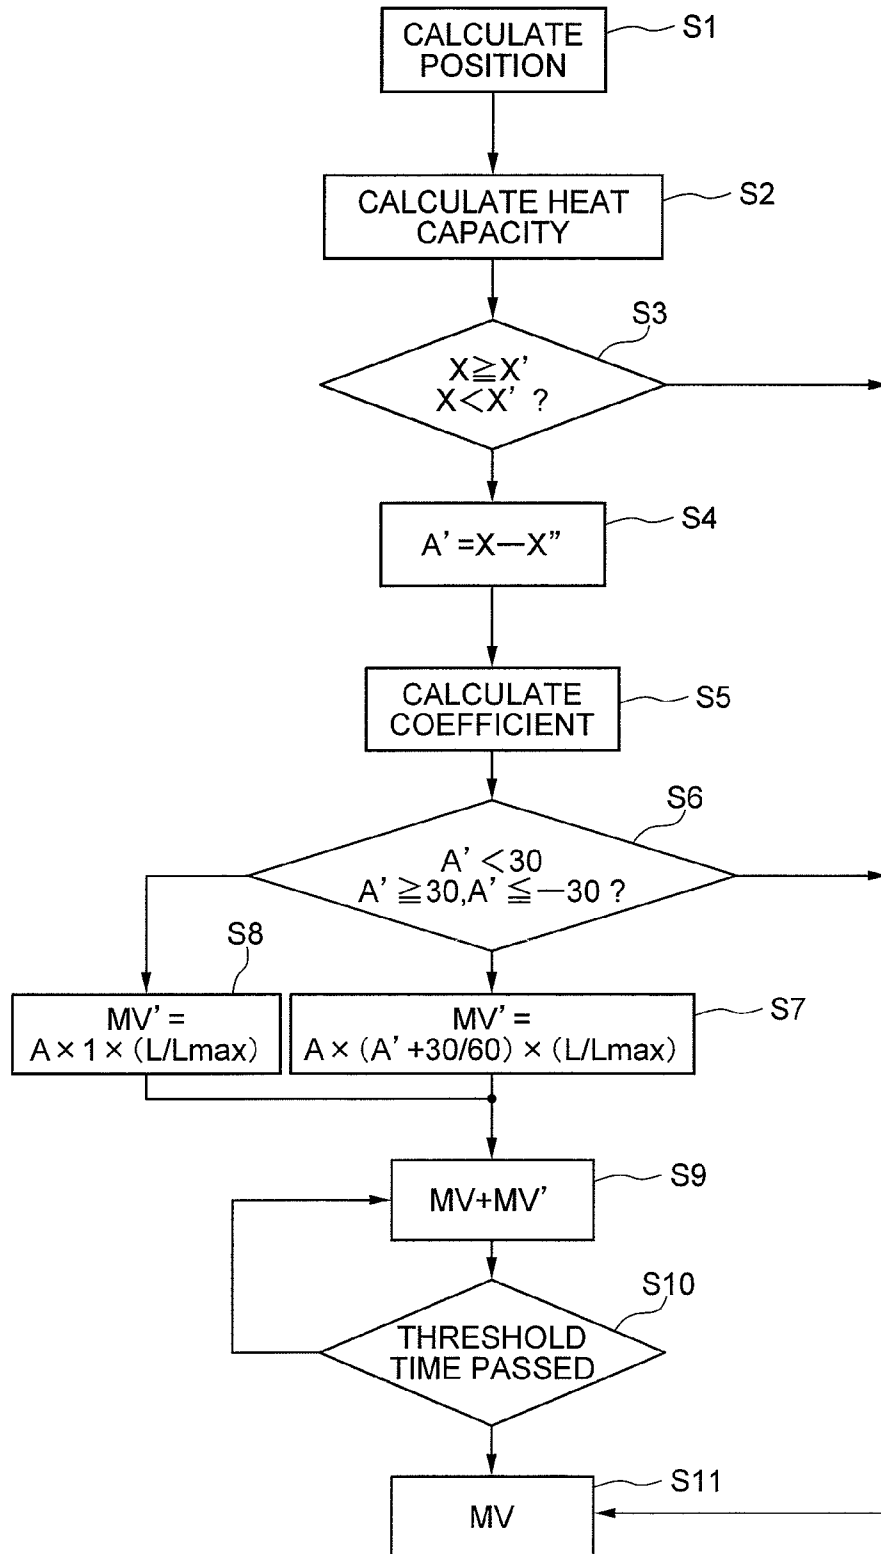 CALCULATE
POSITION
S1
CALCULATE HEAT
CAPACITY
S2
S3
X≧X'
X<X' ?
A'=X—X"
S4
CALCULATE
COEFFICIENT
S5
S6
A'<30
A'≧30,A'≦—30 ?
S8
MV'=
A×1×(L/Lmax)
MV'=
A×(A'+30/60)×(L/Lmax)
S7
MV+MV'
S9
S10
THRESHOLD
TIME PASSED
MV
S11